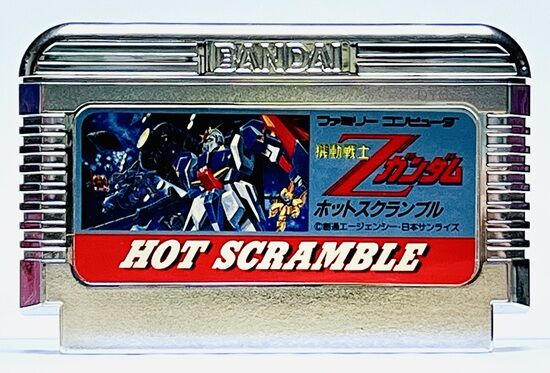 BANDAI
ファミリー コンピュータ
機動戦士
Zガンダム
ホットスクランブル
©創通エージェンシー・日本サンライズ
HOT SCRAMBLE